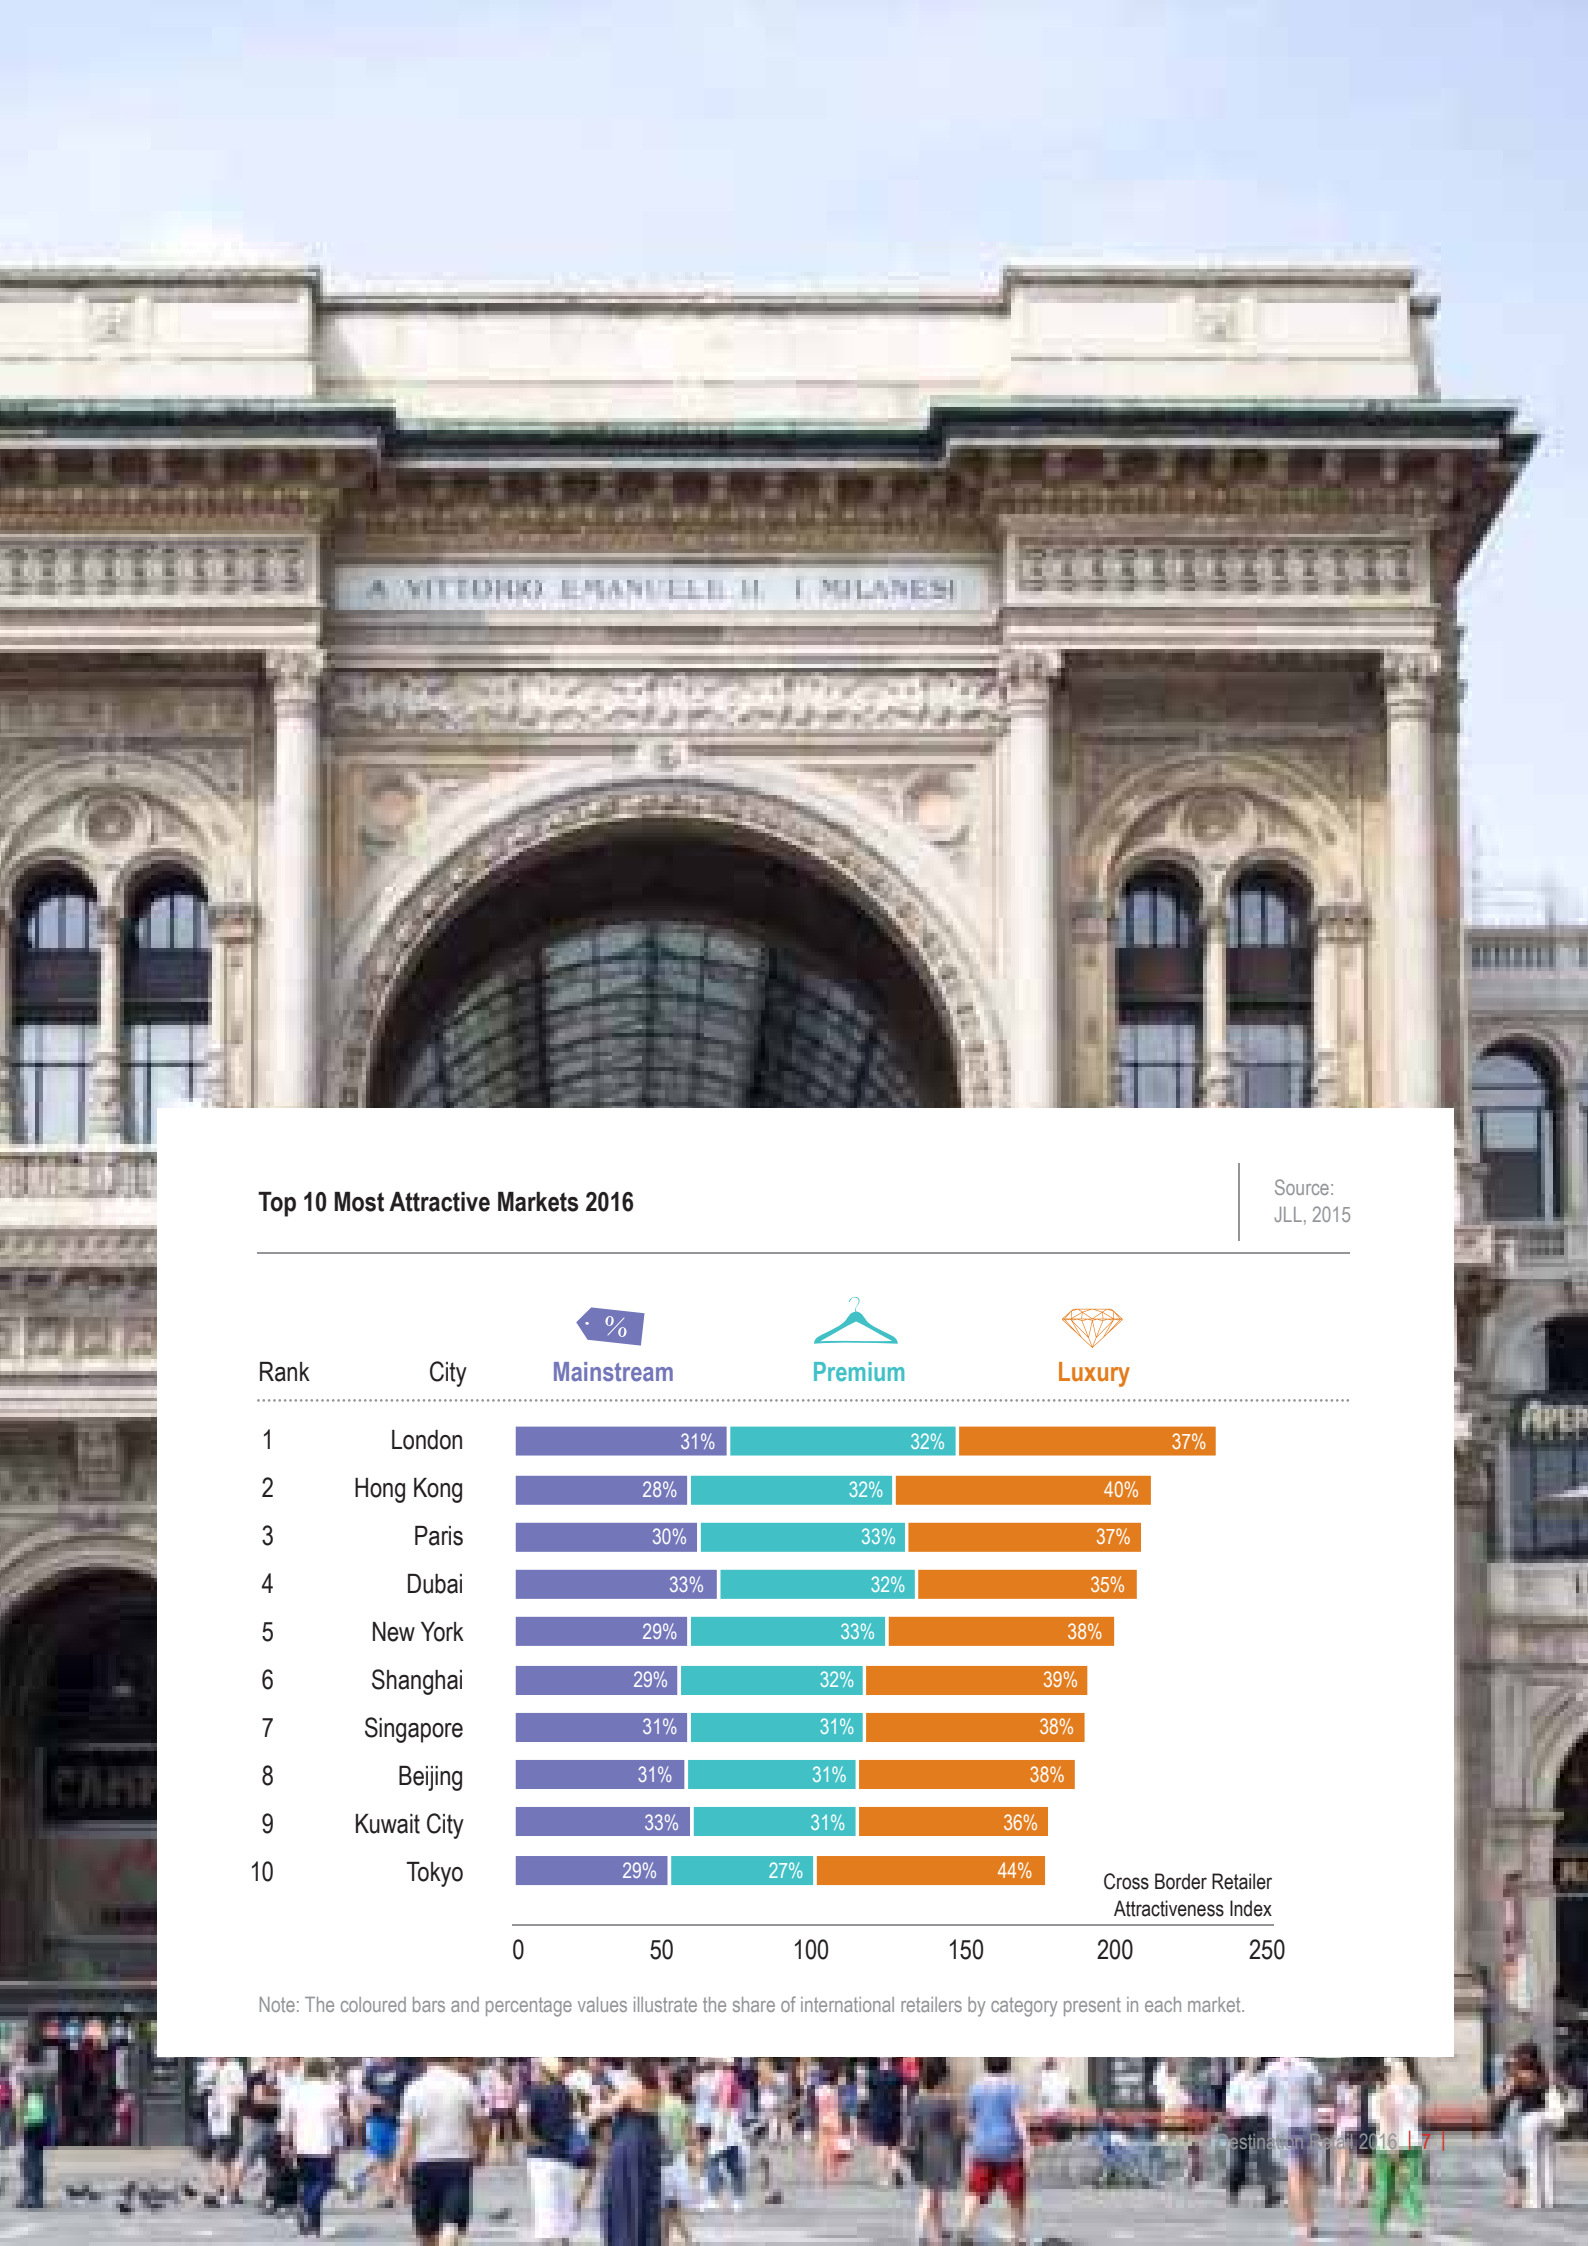 A VITTORIO EMANUELE II. I MILANESI
Top 10 Most Attractive Markets 2016
Source:
JLL, 2015
%
Rank City Mainstream Premium Luxury
1 London 31% 32% 37%
2 Hong Kong 28% 32% 40%
3 Paris 30% 33% 37%
4 Dubai 33% 32% 35%
5 New York 29% 33% 38%
6 Shanghai 29% 32% 39%
7 Singapore 31% 31% 38%
8 Beijing 31% 31% 38%
9 Kuwait City 33% 31% 36%
10 Tokyo 29% 27% 44%
Cross Border Retailer
Attractiveness Index
0 50 100 150 200 250
Note: The coloured bars and percentage values illustrate the share of international retailers by category present in each market.
Destination Retail 2016 | 7 |